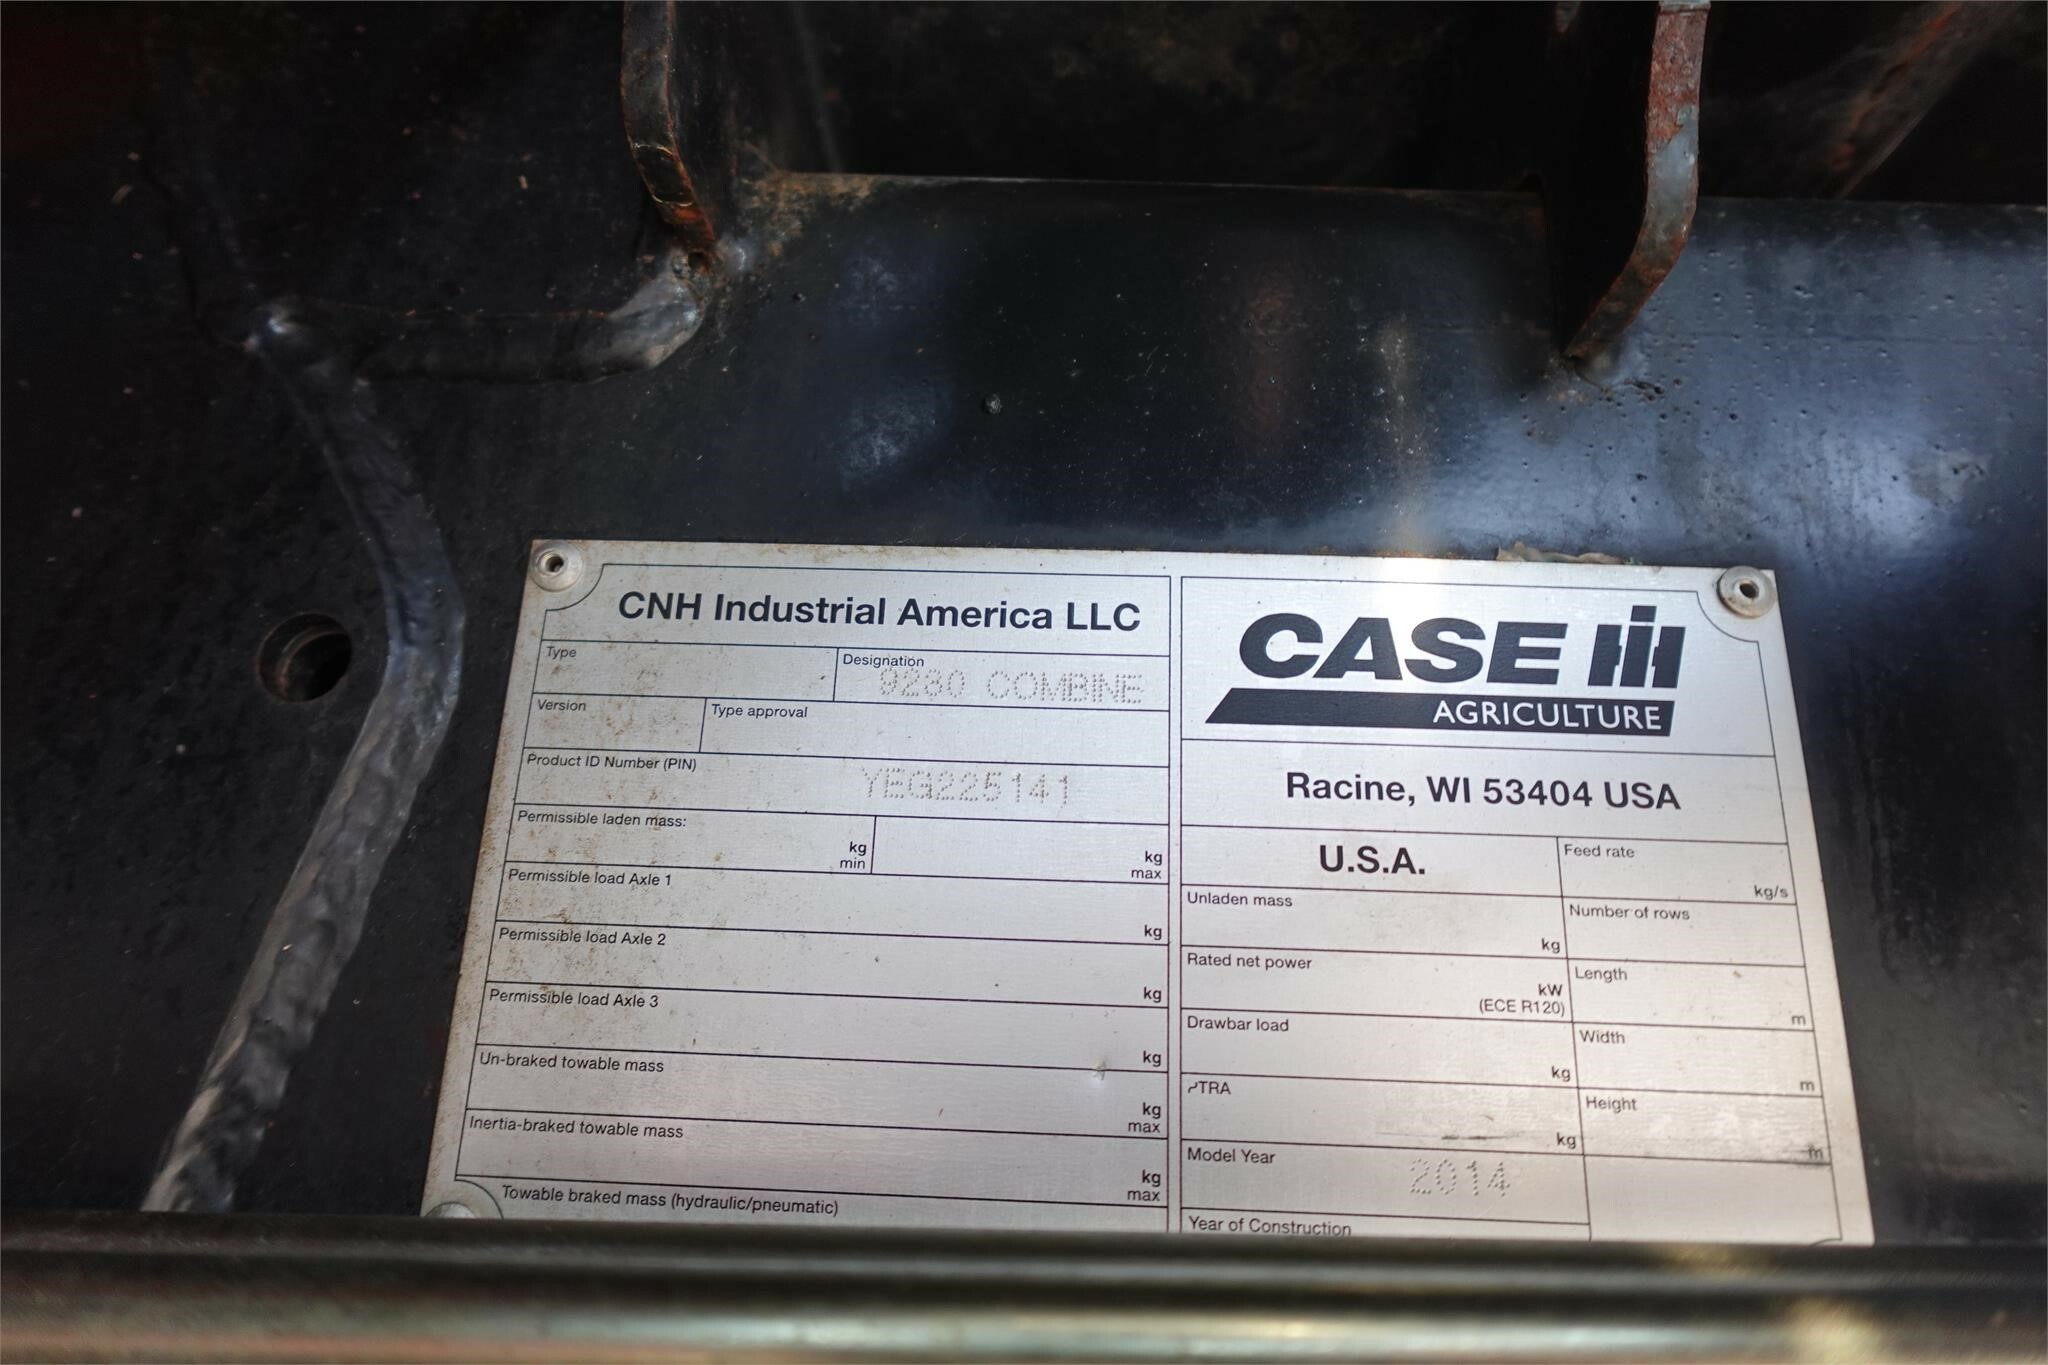 CNH Industrial America LLC
Type
Designation
9230 COMBINE
Version
Type approval
Product ID Number (PIN)
YEG225141
Permissible laden mass:
kg
min
kg
max
Permissible load Axle 1
kg
Permissible load Axle 2
kg
Permissible load Axle 3
kg
Un-braked towable mass
kg
max
Inertia-braked towable mass
kg
max
Towable braked mass (hydraulic/pneumatic)
CASE IH
AGRICULTURE
Racine, WI 53404 USA
U.S.A.
Feed rate
kg/s
Unladen mass
kg
Number of rows
Rated net power
kW
(ECE R120)
Length
m
Drawbar load
kg
Width
m
PTRA
kg
Height
m
Model Year
2014
Year of Construction